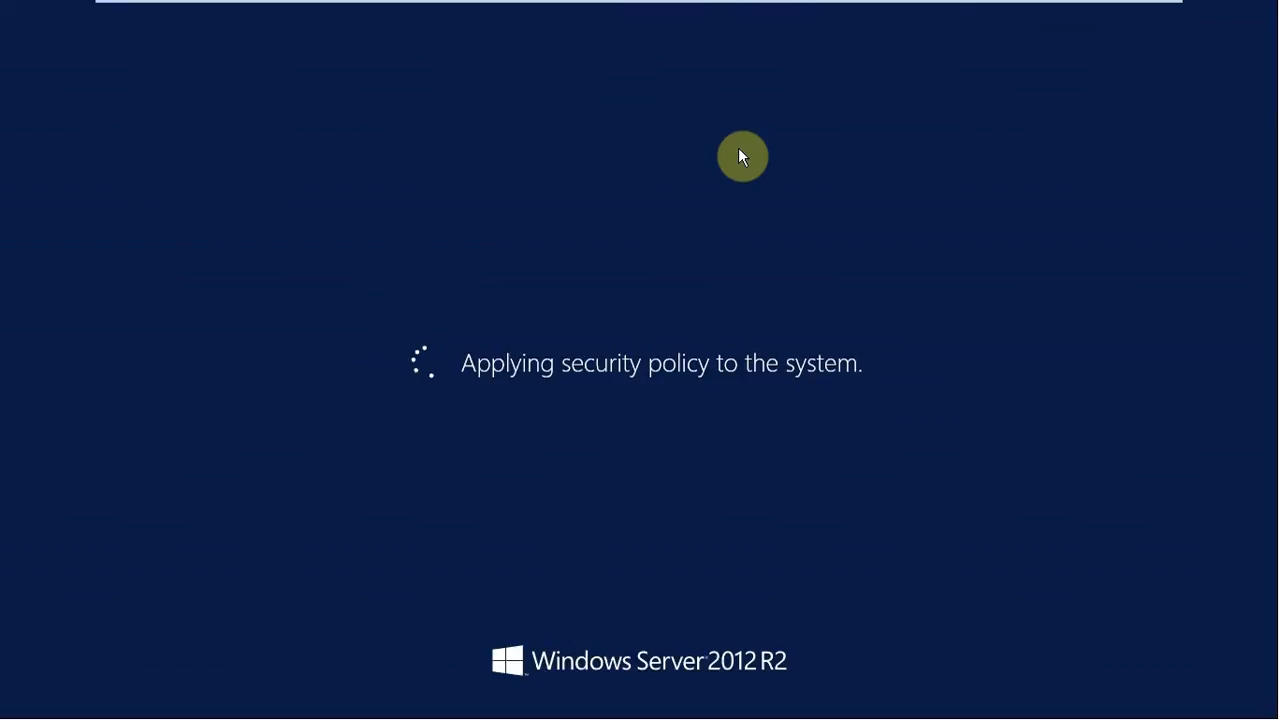 Applying security policy to the system.
Windows Server 2012 R2